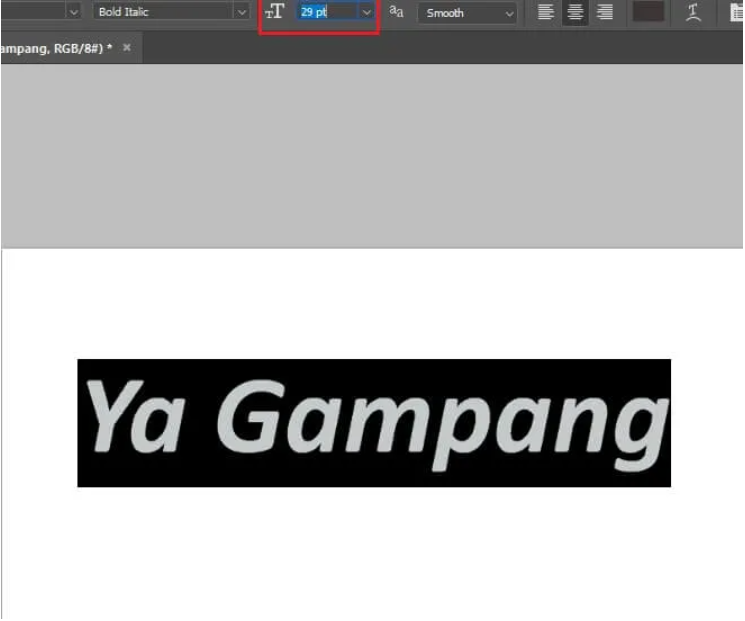 Bold Italic 29 pt Smooth
ampang, RGB/8#) * ×
Ya Gampang